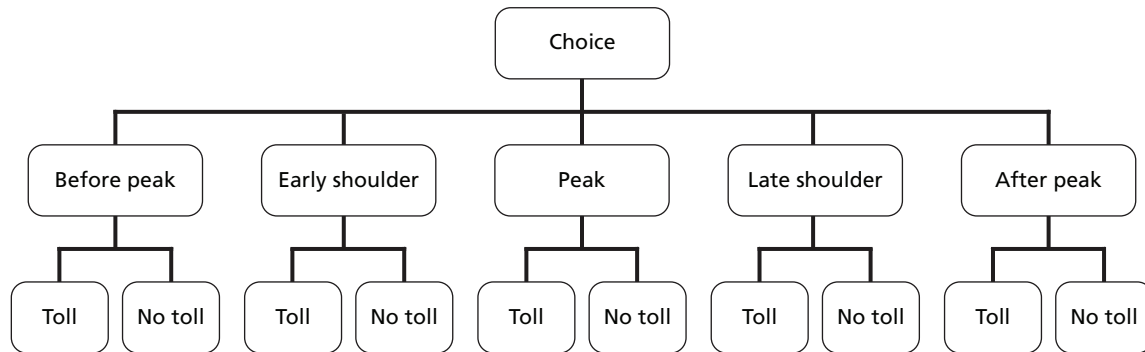 Choice
Before peak
Early shoulder
Peak
Late shoulder
After peak
Toll
No toll
Toll
No toll
Toll
No toll
Toll
No toll
Toll
No toll